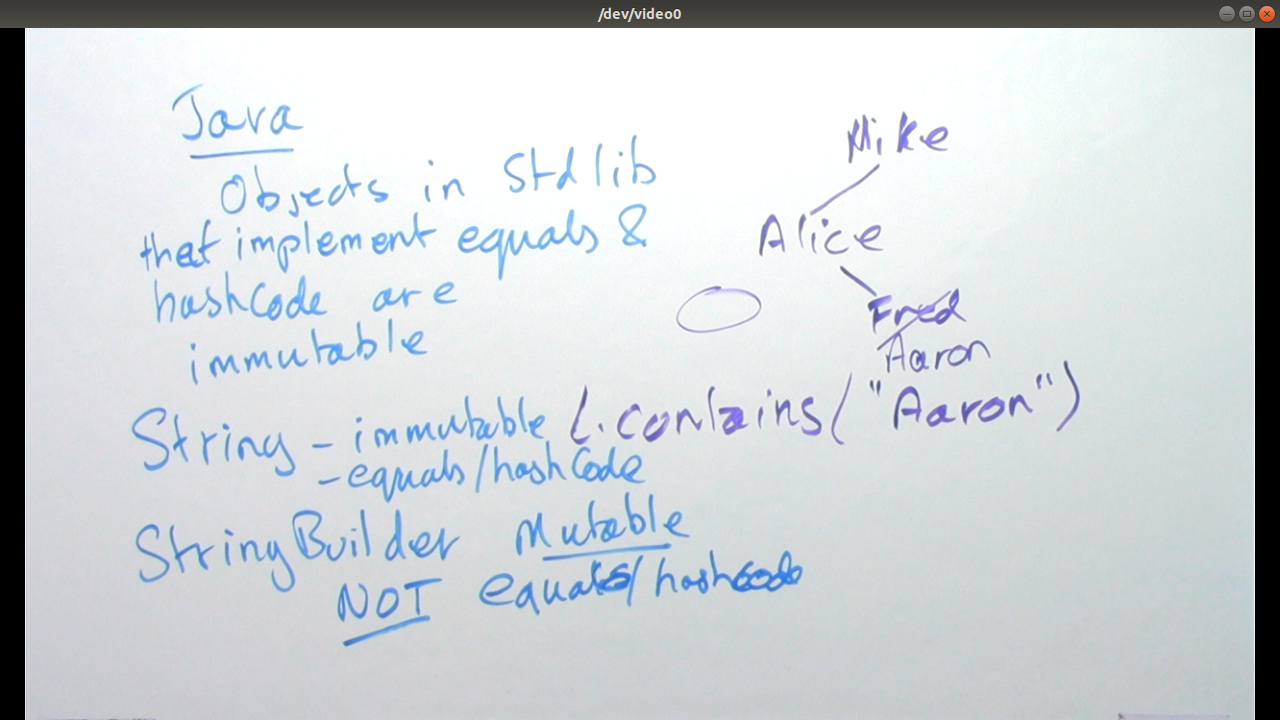 /dev/video0
Java
Objects in Stdlib
that implement equals &
hashCode are
immutable
String - immutable
- equals/hashCode
StringBuilder Mutable
NOT equals/hashcode
Mike
Alice
Fred
Aaron
L.contains("Aaron")